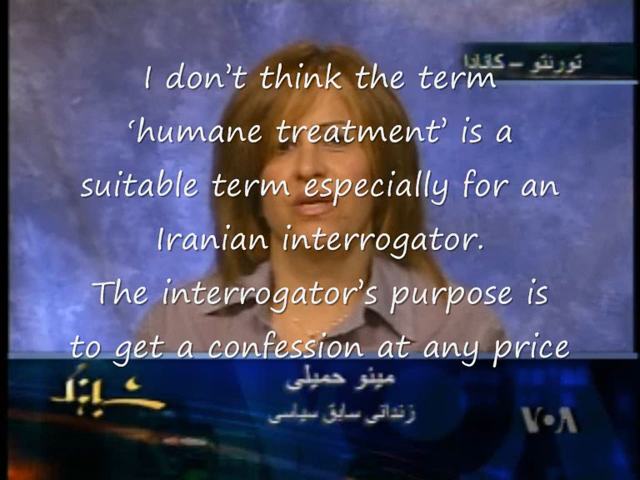 تورنتو – کانادا
I don't think the term
'humane treatment' is a
suitable term especially for an
Iranian interrogator.
The interrogator's purpose is
to get a confession at any price
مینو حمیلی
زندانی سابق سیاسی
VOA